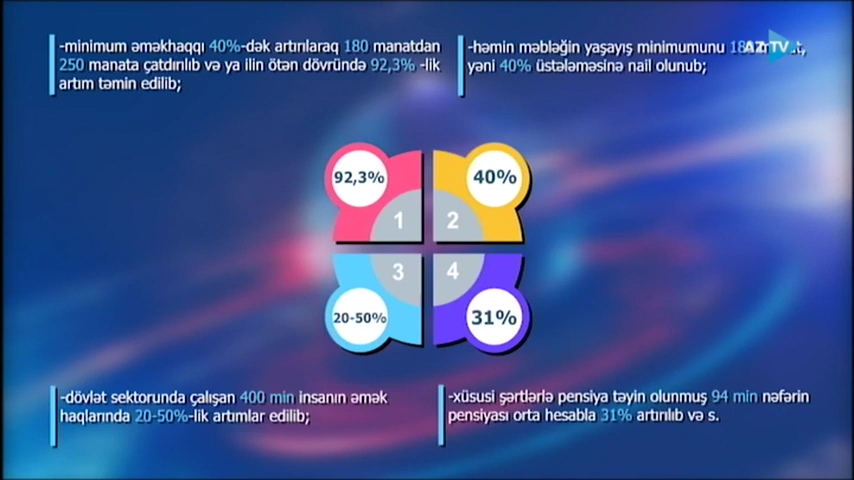 -minimum əməkhaqqı 40%-dək artırılaraq 180 manatdan
250 manata çatdırılıb və ya ilin ötən dövründə 92,3% -lik
artım təmin edilib;
-həmin məbləğin yaşayış minimumunu
yəni 40% üstələməsinə nail olunub;
AZTV
92,3%
40%
1
2
3
4
20-50%
31%
-dövlət sektorunda çalışan 400 min insanın əmək
haqlarında 20-50%-lik artımlar edilib;
-xüsusi şərtlərlə pensiya təyin olunmuş 94 min nəfərin
pensiyası orta hesabla 31% artırılıb və s.